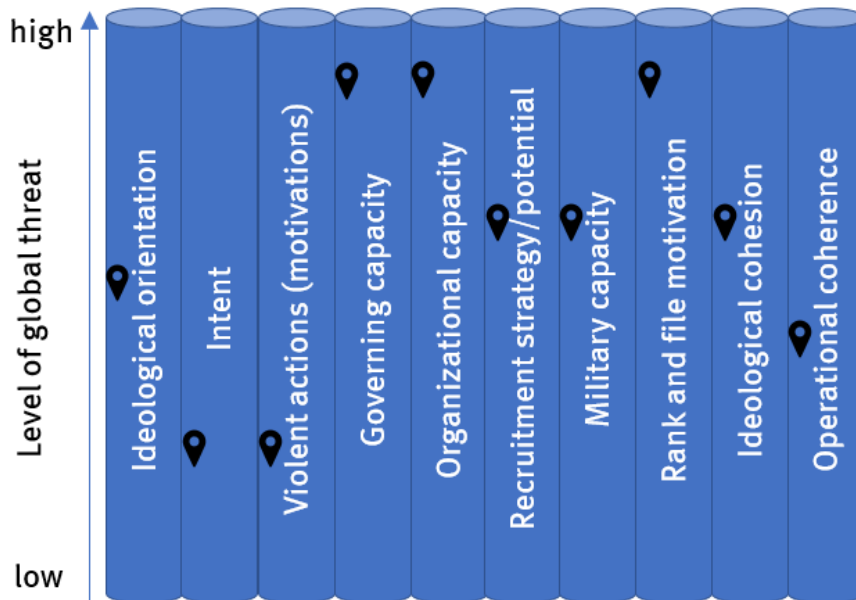 high
Level of global threat
low
Ideological orientation
Intent
Violent actions (motivations)
Governing capacity
Organizational capacity
Recruitment strategy/potential
Military capacity
Rank and file motivation
Ideological cohesion
Operational coherence